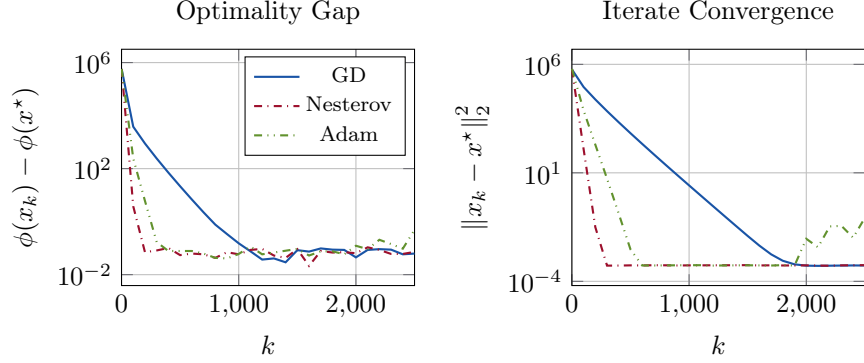 Optimality Gap
10^6
10^2
10^−2
ϕ(x_k) − ϕ(x^⋆)
GD
Nesterov
Adam
0
1,000
2,000
k
Iterate Convergence
10^6
10^1
10^−4
‖x_k − x^⋆‖_2^2
0
1,000
2,000
k